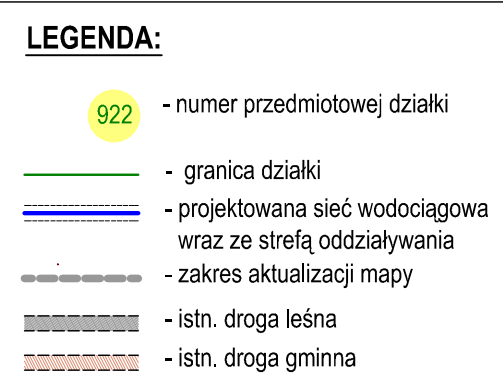 LEGENDA:
922 - numer przedmiotowej działki
- granica działki
- projektowana sieć wodociągowa
wraz ze strefą oddziaływania
- zakres aktualizacji mapy
- istn. droga leśna
- istn. droga gminna